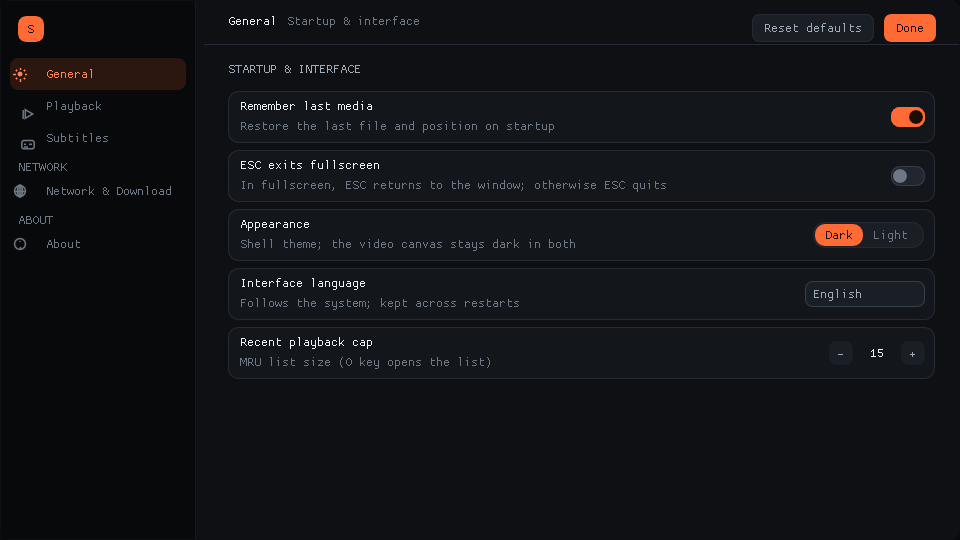 S
General
Playback
Subtitles
NETWORK
Network & Download
ABOUT
About
General Startup & interface
Reset defaults
Done
STARTUP & INTERFACE
Remember last media
Restore the last file and position on startup
ESC exits fullscreen
In fullscreen, ESC returns to the window; otherwise ESC quits
Appearance
Shell theme; the video canvas stays dark in both
Dark Light
Interface language
Follows the system; kept across restarts
English
Recent playback cap
MRU list size (O key opens the list)
− 15 +